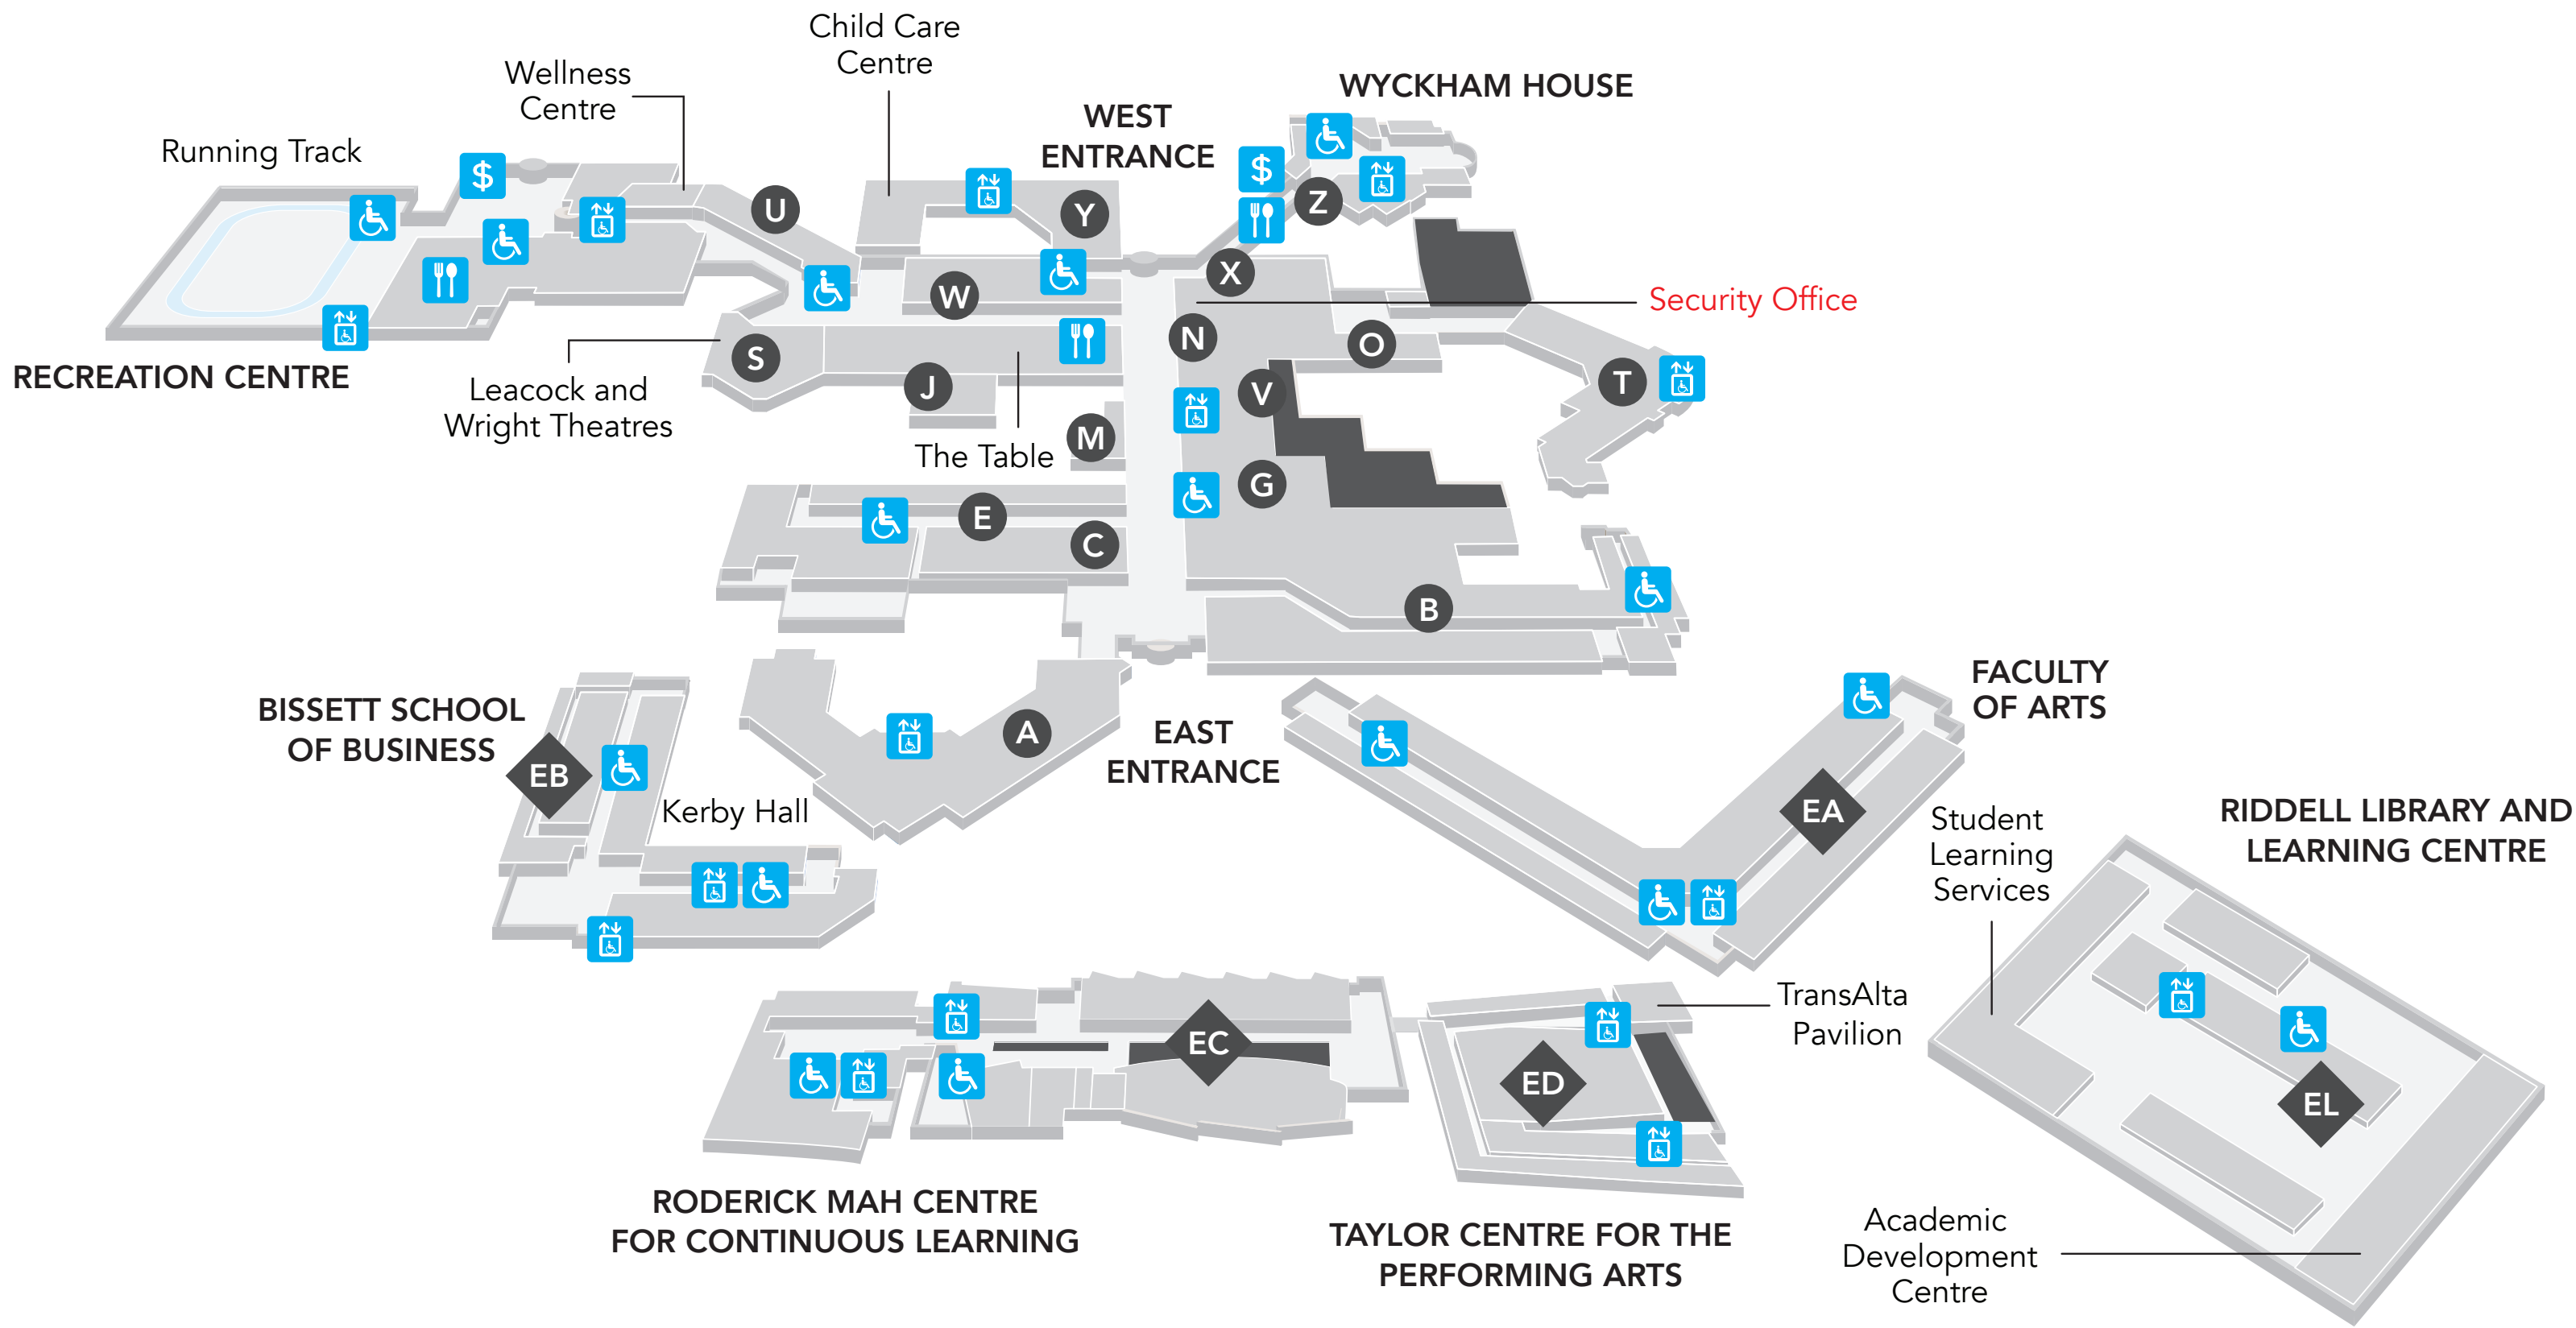 Child Care
Centre
Wellness
Centre
WYCKHAM HOUSE
WEST
ENTRANCE
Running Track
$
$
U
Y
Z
X
W
Security Office
N
O
S
V
T
RECREATION CENTRE
J
Leacock and
Wright Theatres
M
The Table
G
E
C
B
FACULTY
OF ARTS
BISSETT SCHOOL
OF BUSINESS
A
EAST
ENTRANCE
EB
Kerby Hall
EA
Student
Learning
Services
RIDDELL LIBRARY AND
LEARNING CENTRE
TransAlta
Pavilion
EC
ED
EL
RODERICK MAH CENTRE
FOR CONTINUOUS LEARNING
TAYLOR CENTRE FOR THE
PERFORMING ARTS
Academic
Development
Centre